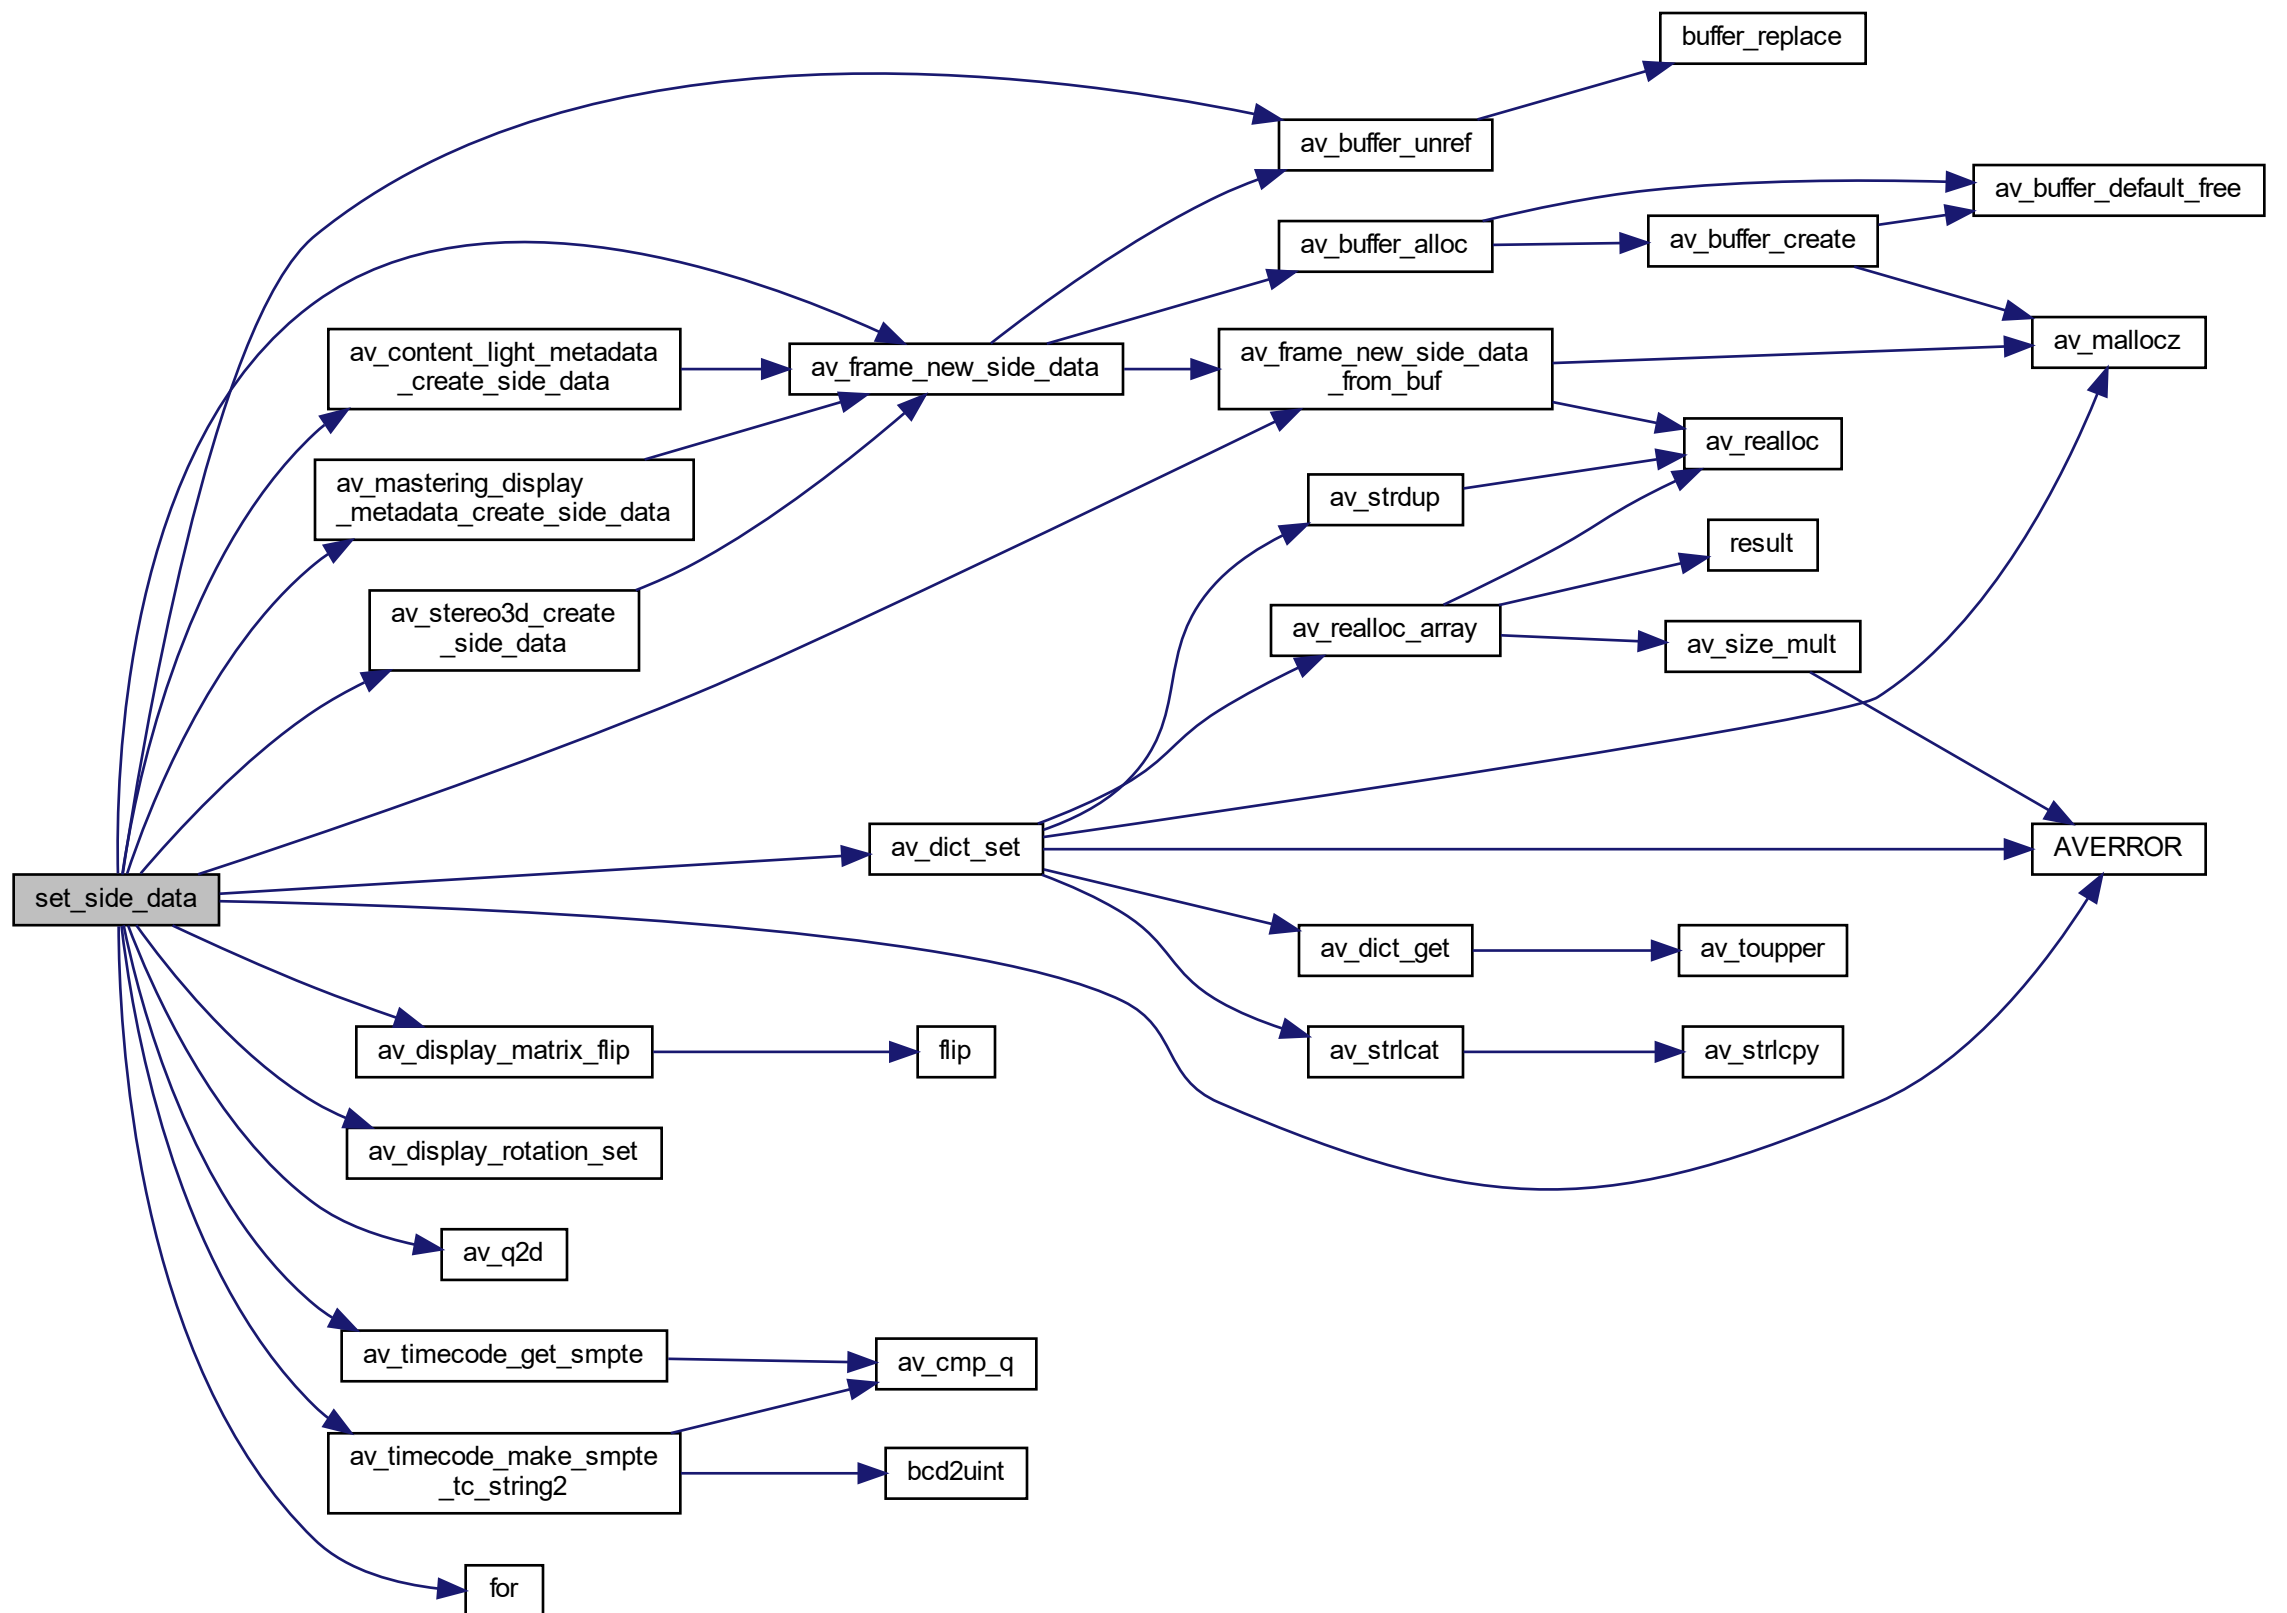 buffer_replace
av_buffer_unref
av_buffer_default_free
av_buffer_alloc
av_buffer_create
av_content_light_metadata
_create_side_data
av_frame_new_side_data
av_frame_new_side_data
_from_buf
av_mallocz
av_realloc
av_mastering_display
_metadata_create_side_data
av_strdup
result
av_stereo3d_create
_side_data
av_realloc_array
av_size_mult
av_dict_set
AVERROR
set_side_data
av_dict_get
av_toupper
av_display_matrix_flip
flip
av_strlcat
av_strlcpy
av_display_rotation_set
av_q2d
av_timecode_get_smpte
av_cmp_q
av_timecode_make_smpte
_tc_string2
bcd2uint
for